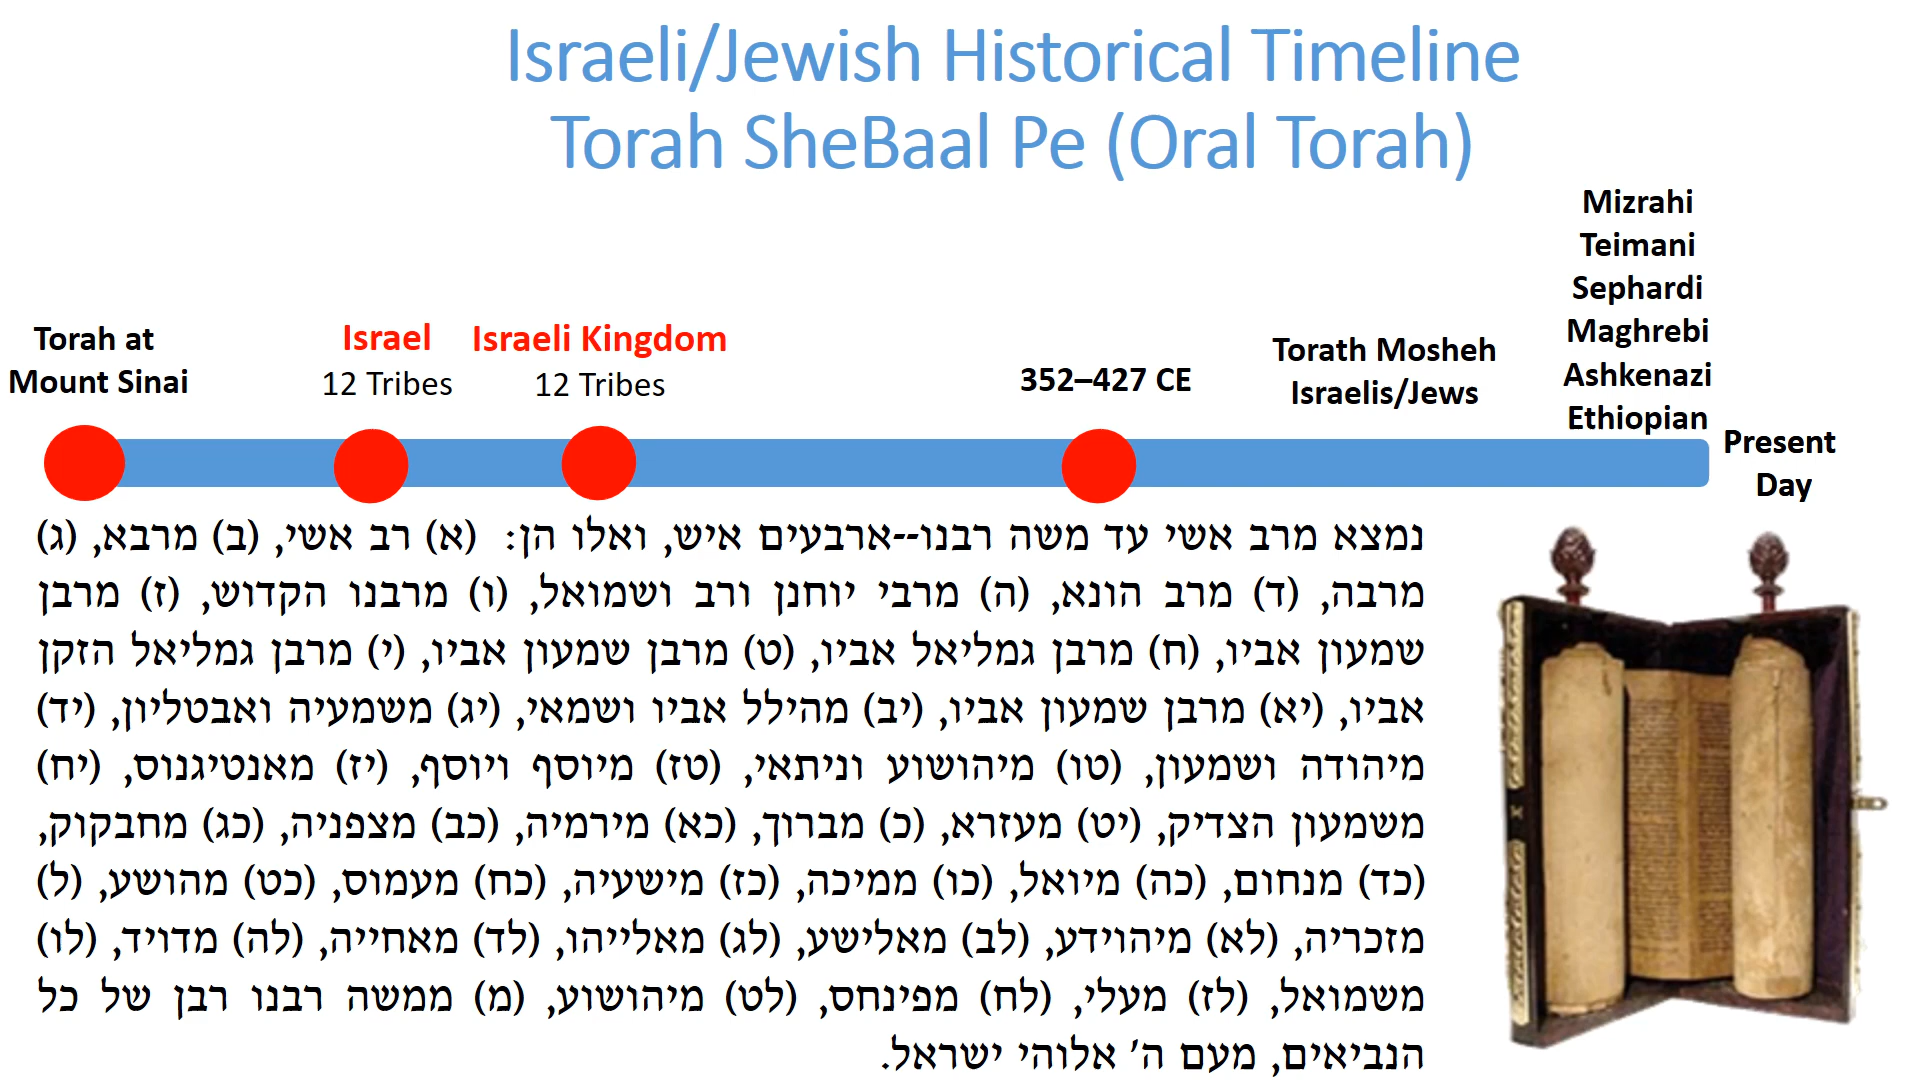 Israeli/Jewish Historical Timeline
Torah SheBaal Pe (Oral Torah)
Torah at
Mount Sinai
Israel
12 Tribes
Israeli Kingdom
12 Tribes
352–427 CE
Torath Mosheh
Israelis/Jews
Mizrahi
Teimani
Sephardi
Maghrebi
Ashkenazi
Ethiopian
Present
Day
נמצא מרב אשי עד משה רבנו--ארבעים איש, ואלו הן: (א) רב אשי, (ב) מרבא, (ג)
מרבה, (ד) מרב הונא, (ה) מרבי יוחנן ורב ושמואל, (ו) מרבנו הקדוש, (ז) מרבן
שמעון אביו, (ח) מרבן גמליאל אביו, (ט) מרבן שמעון אביו, (י) מרבן גמליאל הזקן
אביו, (יא) מרבן שמעון אביו, (יב) מהילל אביו ושמאי, (יג) משמעיה ואבטליון, (יד)
מיהודה ושמעון, (טו) מיהושוע וניתאי, (טז) מיוסף ויוסף, (יז) מאנטיגנוס, (יח)
משמעון הצדיק, (יט) מעזרא, (כ) מברוך, (כא) מירמיה, (כב) מצפניה, (כג) מחבקוק,
(כד) מנחום, (כה) מיואל, (כו) ממיכה, (כז) מישעיה, (כח) מעמוס, (כט) מהושע, (ל)
מזכריה, (לא) מיהוידע, (לב) מאלישע, (לג) מאלייהו, (לד) מאחייה, (לה) מדויד, (לו)
משמואל, (לז) מעלי, (לח) מפינחס, (לט) מיהושוע, (מ) ממשה רבנו רבן של כל
הנביאים, מעם ה' אלוהי ישראל.